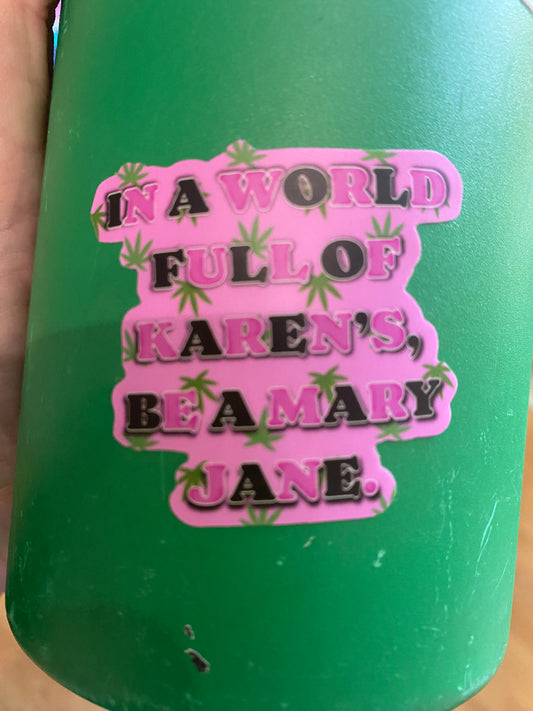 IN A WORLD
FULL OF
KAREN'S,
BE A MARY
JANE.